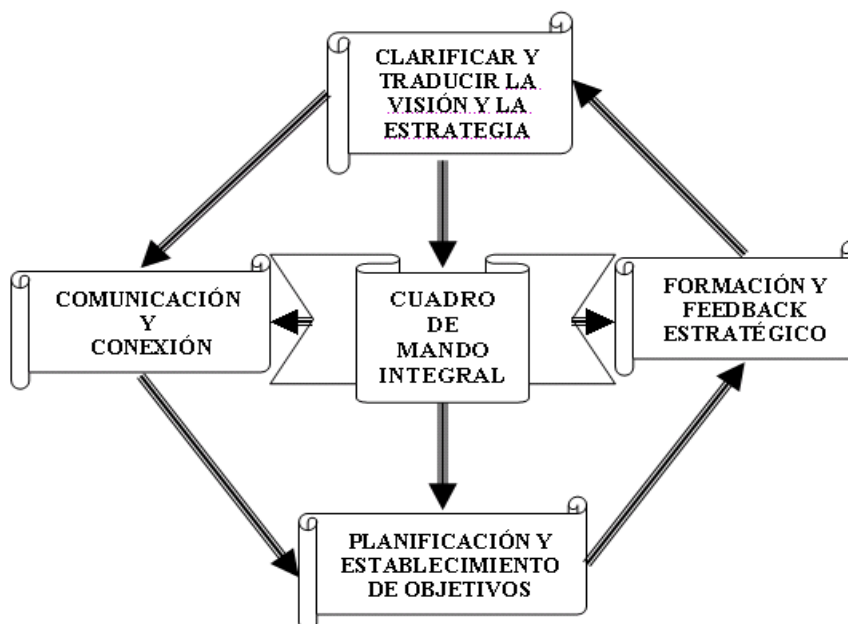 CLARIFICAR Y
TRADUCIR LA
VISIÓN Y LA
ESTRATEGIA
COMUNICACIÓN
Y
CONEXIÓN
CUADRO
DE
MANDO
INTEGRAL
FORMACIÓN Y
FEEDBACK
ESTRATÉGICO
PLANIFICACIÓN Y
ESTABLECIMIENTO
DE OBJETIVOS